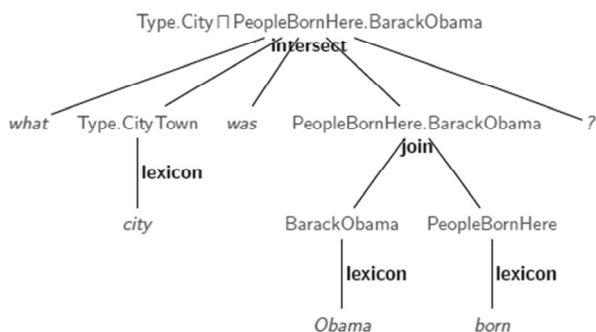 Type.City⊓PeopleBornHere.BarackObama
intersect
what Type.CityTown was PeopleBornHere.BarackObama ?
join
lexicon
city BarackObama PeopleBornHere
lexicon lexicon
Obama born